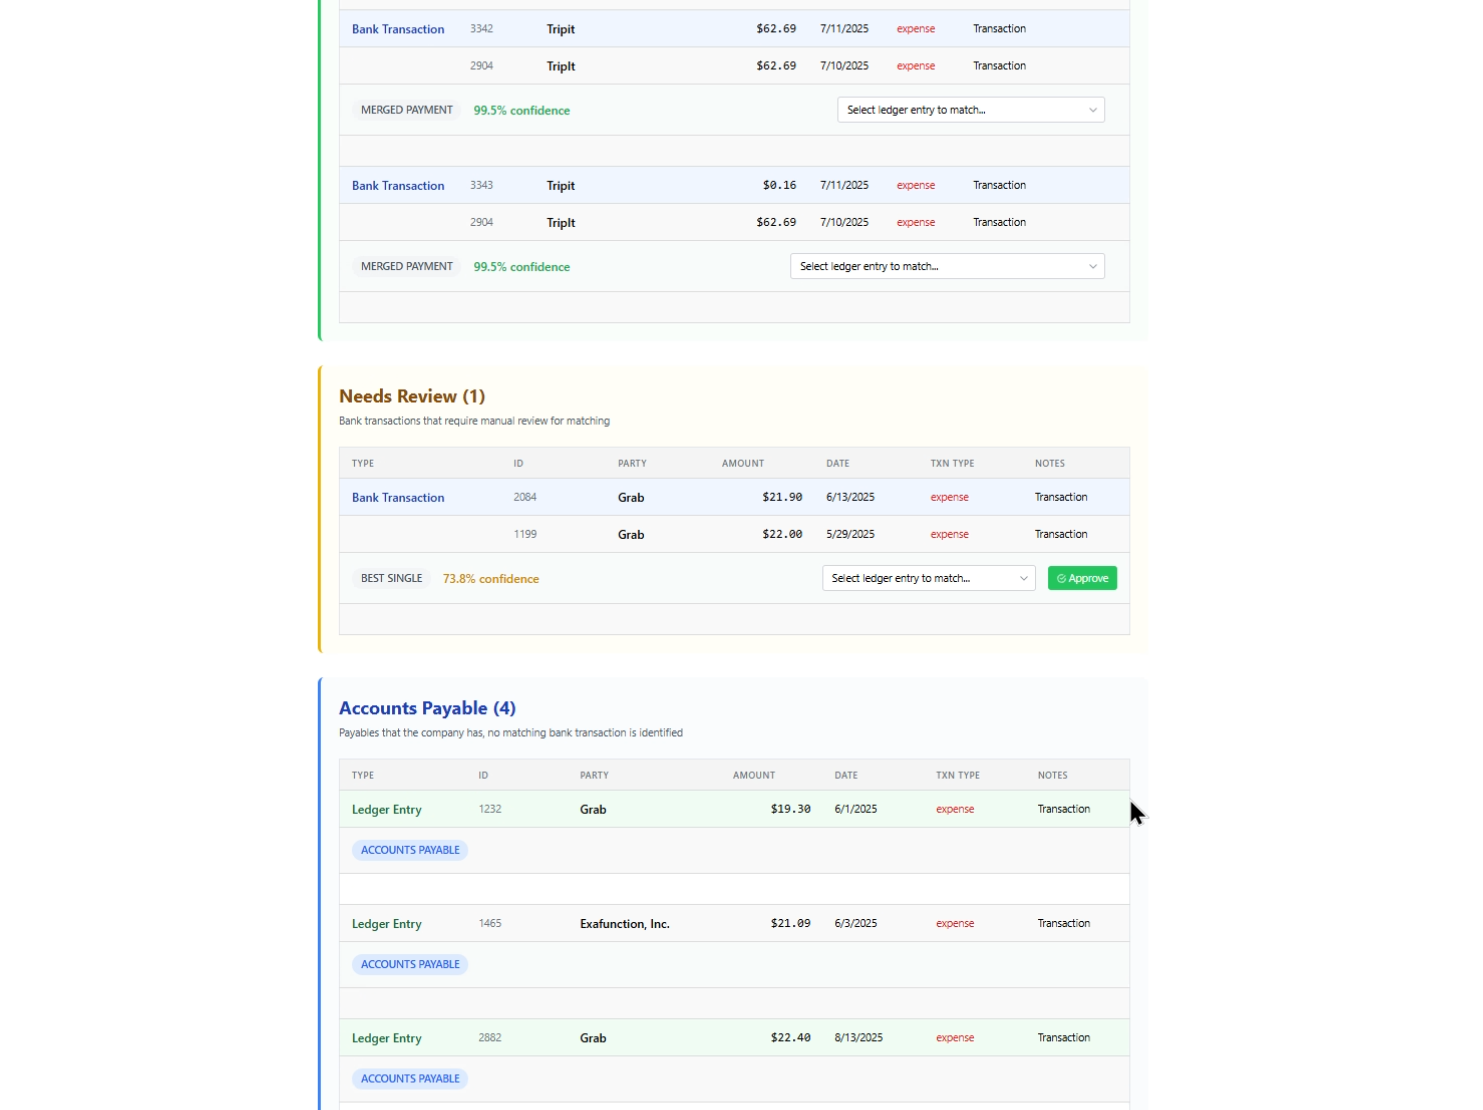 Bank Transaction 3342 Tripit $62.69 7/11/2025 expense Transaction
2904 TripIt $62.69 7/10/2025 expense Transaction
MERGED PAYMENT 99.5% confidence Select ledger entry to match...
Bank Transaction 3343 Tripit $0.16 7/11/2025 expense Transaction
2904 TripIt $62.69 7/10/2025 expense Transaction
MERGED PAYMENT 99.5% confidence Select ledger entry to match...
Needs Review (1)
Bank transactions that require manual review for matching
TYPE ID PARTY AMOUNT DATE TXN TYPE NOTES
Bank Transaction 2084 Grab $21.90 6/13/2025 expense Transaction
1199 Grab $22.00 5/29/2025 expense Transaction
BEST SINGLE 73.8% confidence Select ledger entry to match... Approve
Accounts Payable (4)
Payables that the company has, no matching bank transaction is identified
TYPE ID PARTY AMOUNT DATE TXN TYPE NOTES
Ledger Entry 1232 Grab $19.30 6/1/2025 expense Transaction
ACCOUNTS PAYABLE
Ledger Entry 1465 Exafunction, Inc. $21.09 6/3/2025 expense Transaction
ACCOUNTS PAYABLE
Ledger Entry 2882 Grab $22.40 8/13/2025 expense Transaction
ACCOUNTS PAYABLE